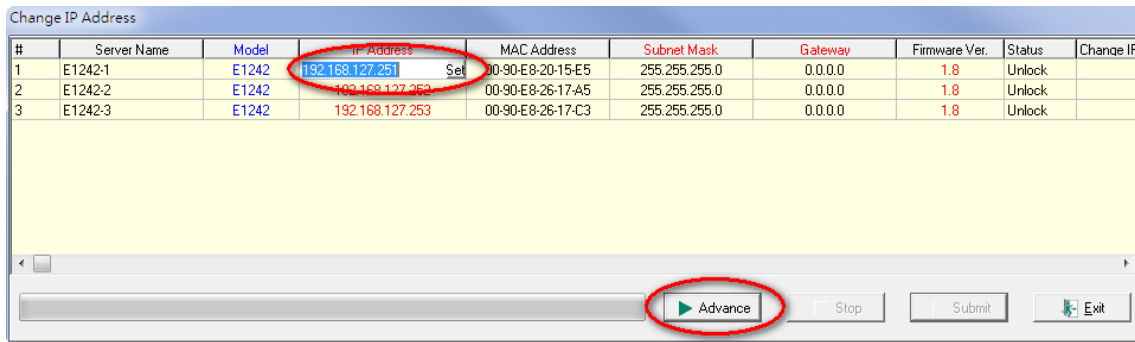 Change IP Address
# Server Name Model IP Address MAC Address Subnet Mask Gateway Firmware Ver. Status Change IP
1 E1242-1 E1242 192.168.127.251 Set 00-90-E8-20-15-E5 255.255.255.0 0.0.0.0 1.8 Unlock
2 E1242-2 E1242 192.168.127.252 00-90-E8-26-17-A5 255.255.255.0 0.0.0.0 1.8 Unlock
3 E1242-3 E1242 192.168.127.253 00-90-E8-26-17-C3 255.255.255.0 0.0.0.0 1.8 Unlock
Advance Stop Submit Exit